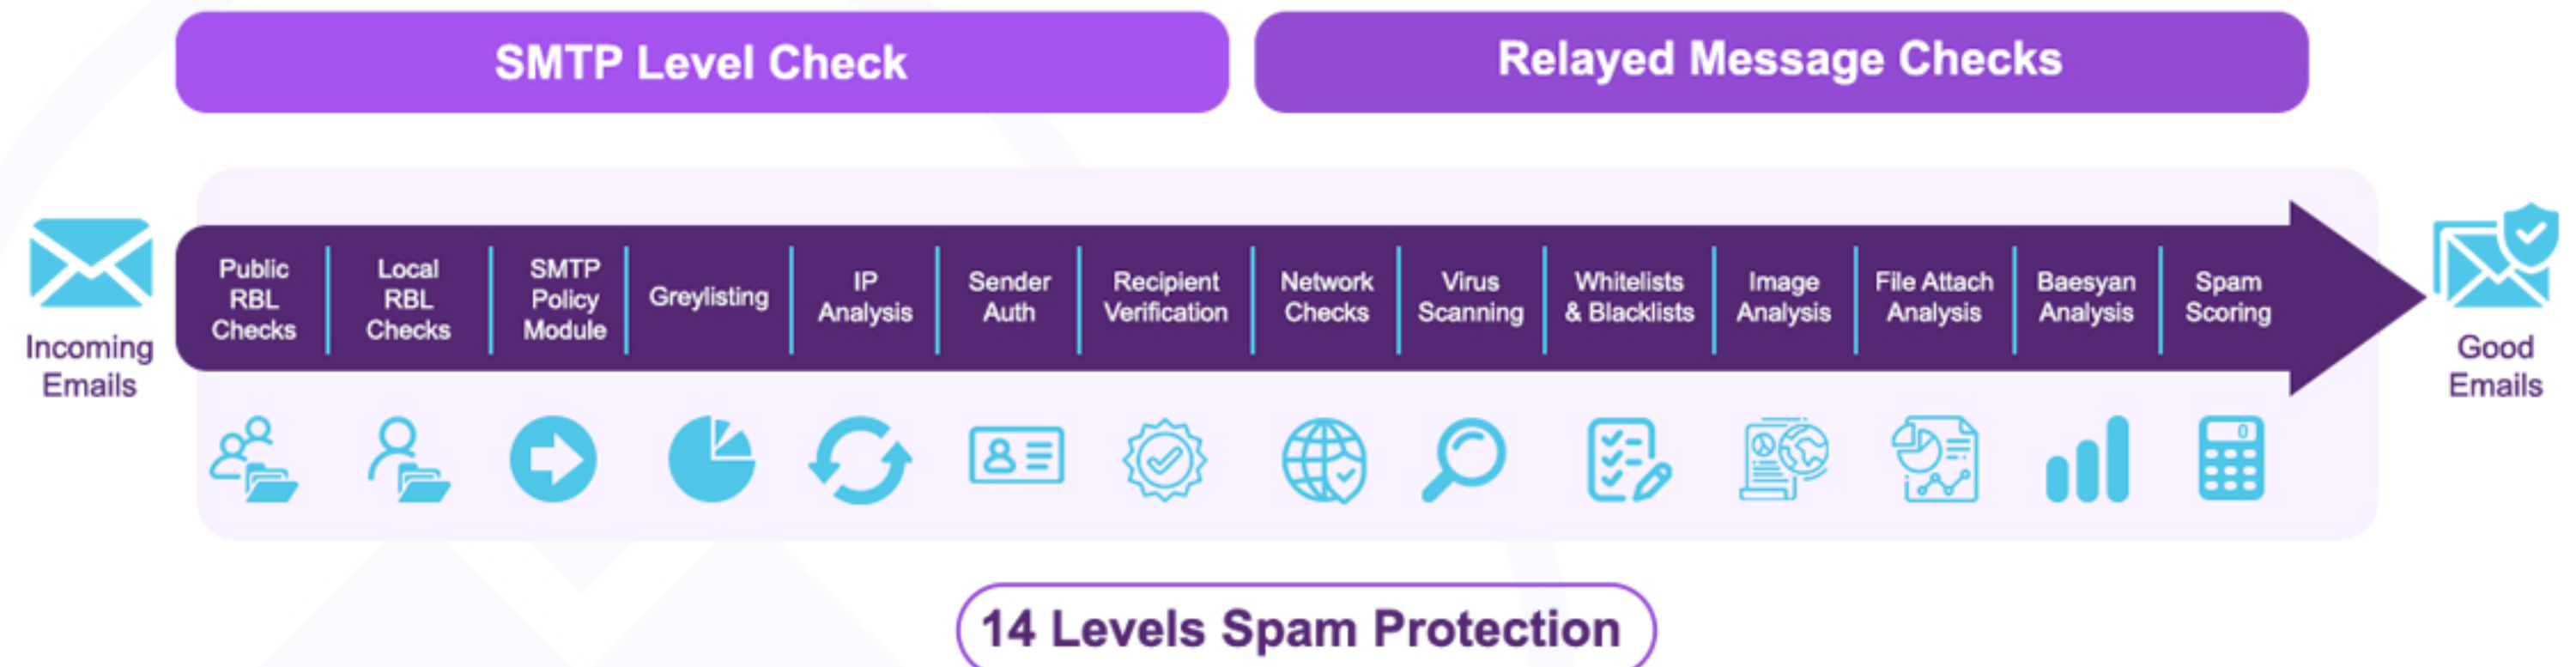 SMTP Level Check
Relayed Message Checks
Incoming
Emails
Public
RBL
Checks
Local
RBL
Checks
SMTP
Policy
Module
Greylisting
IP
Analysis
Sender
Auth
Recipient
Verification
Network
Checks
Virus
Scanning
Whitelists
& Blacklists
Image
Analysis
File Attach
Analysis
Baesyan
Analysis
Spam
Scoring
Good
Emails
0
14 Levels Spam Protection